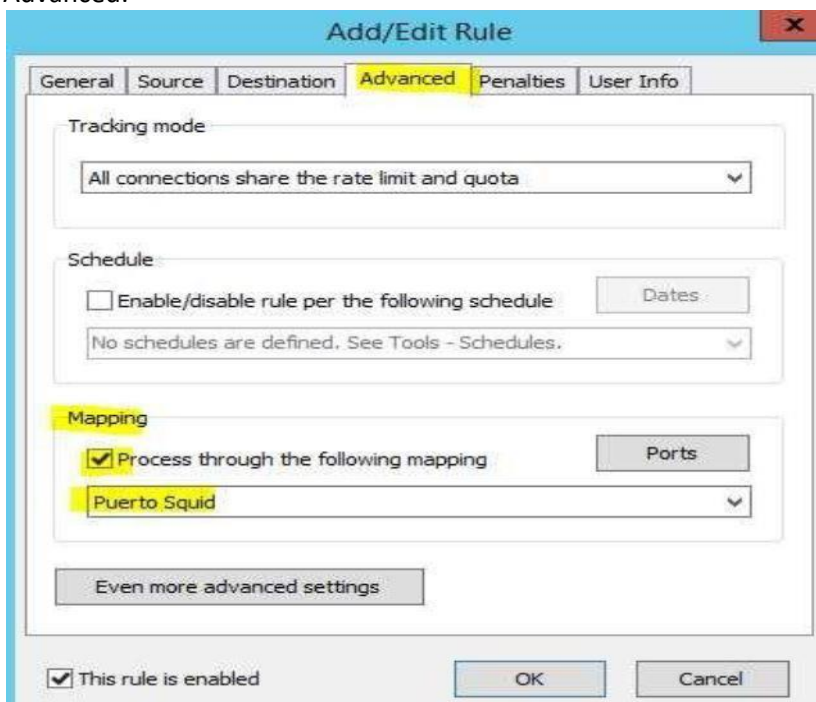 Advanced:
Add/Edit Rule
x
General Source Destination Advanced Penalties User Info
Tracking mode
All connections share the rate limit and quota
Schedule
Enable/disable rule per the following schedule Dates
No schedules are defined. See Tools - Schedules.
Mapping
Process through the following mapping Ports
Puerto Squid
Even more advanced settings
This rule is enabled OK Cancel